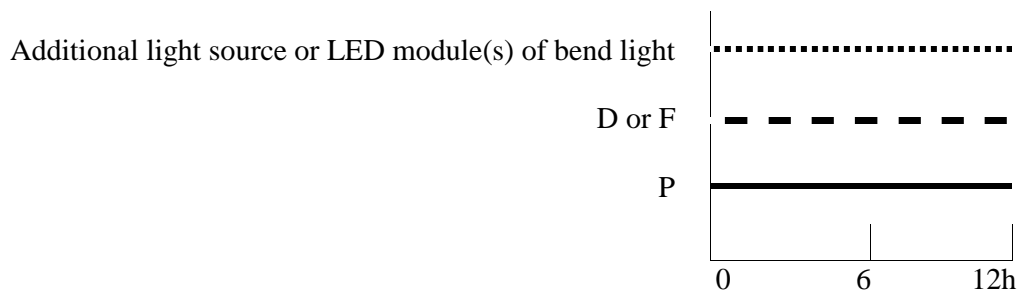 Additional light source or LED module(s) of bend light
D or F
P
0 6 12h